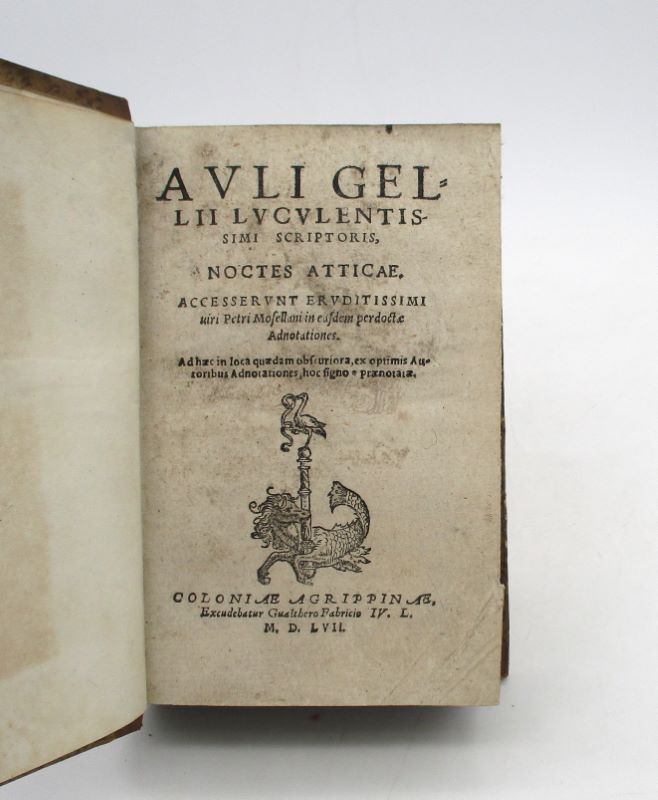 AVLI GEL-
LII LVCVLENTIS-
SIMI SCRIPTORIS,
NOCTES ATTICAE.
ACCESSERVNT ERVDITISSIMI
uiri Petri Mosellani in easdem perdoctæ
Adnotationes.
Ad hæc in loca quædam obscuriora, ex optimis Au-
toribus Adnotationes, hoc signo * prænotatæ.
COLONIAE AGRIPPINAE,
Excudebatur Gualthero Fabricio IV. L.
M. D. LVII.